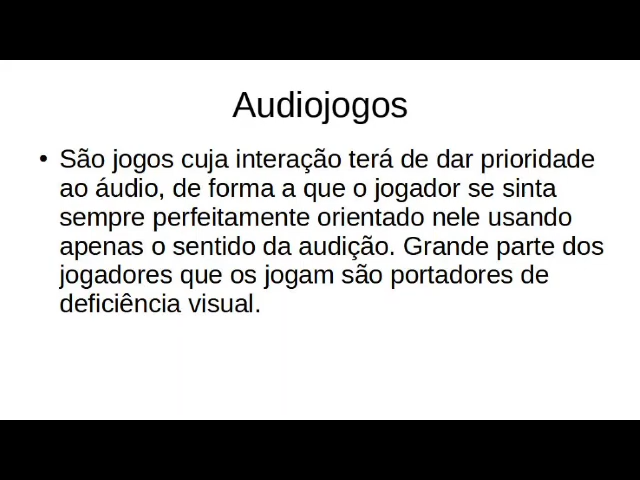 Audiojogos
• São jogos cuja interação terá de dar prioridade
ao áudio, de forma a que o jogador se sinta
sempre perfeitamente orientado nele usando
apenas o sentido da audição. Grande parte dos
jogadores que os jogam são portadores de
deficiência visual.